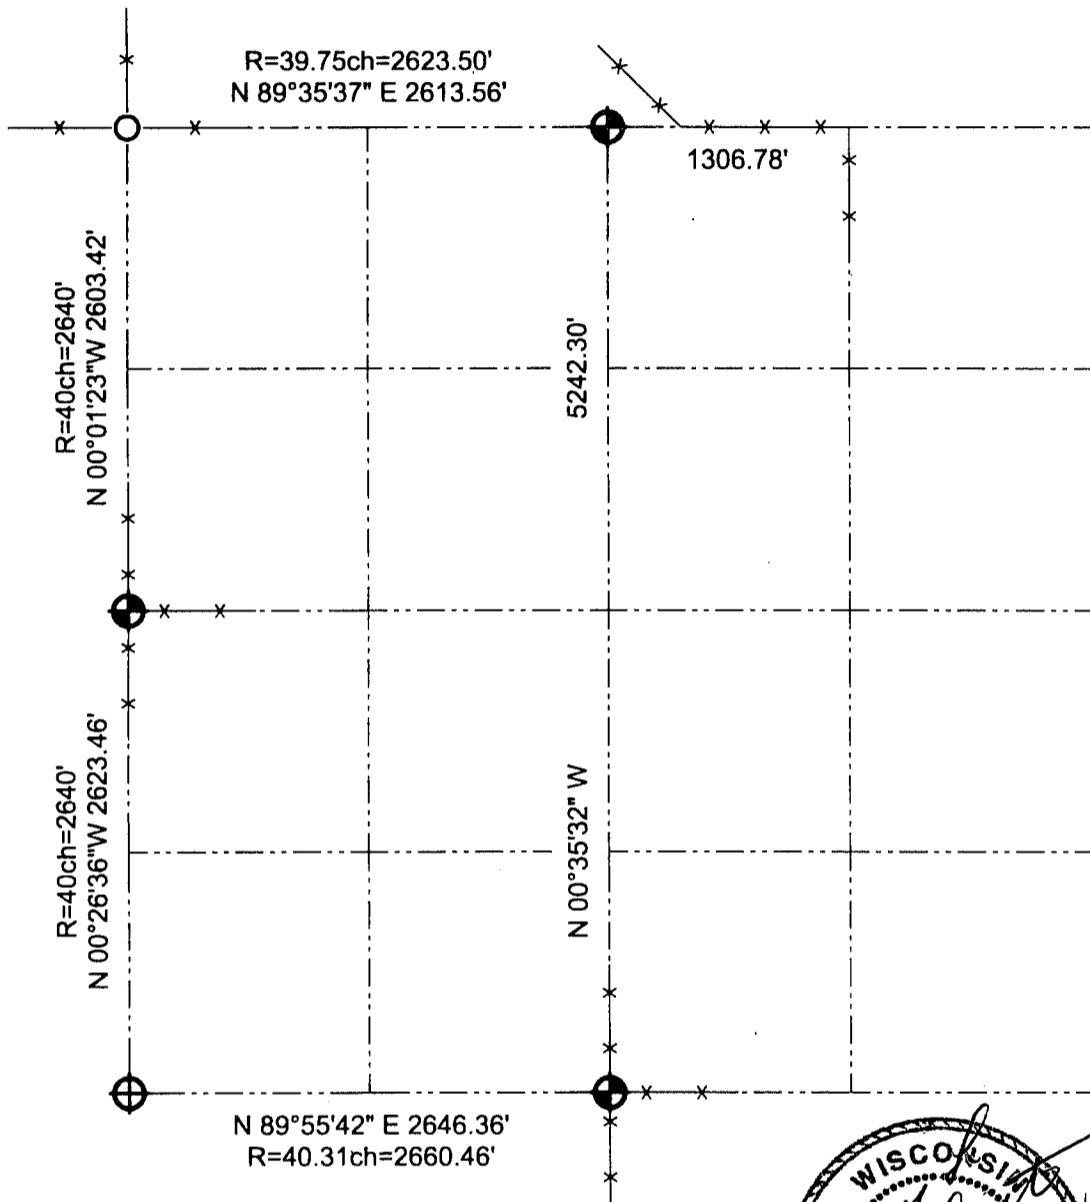 R=39.75ch=2623.50'
N 89°35'37" E 2613.56'
1306.78'
R=40ch=2640'
N 00°01'23"W 2603.42'
5242.30'
R=40ch=2640'
N 00°26'36"W 2623.46'
N 00°35'32" W
N 89°55'42" E 2646.36'
R=40.31ch=2660.46'
WISCONSIN